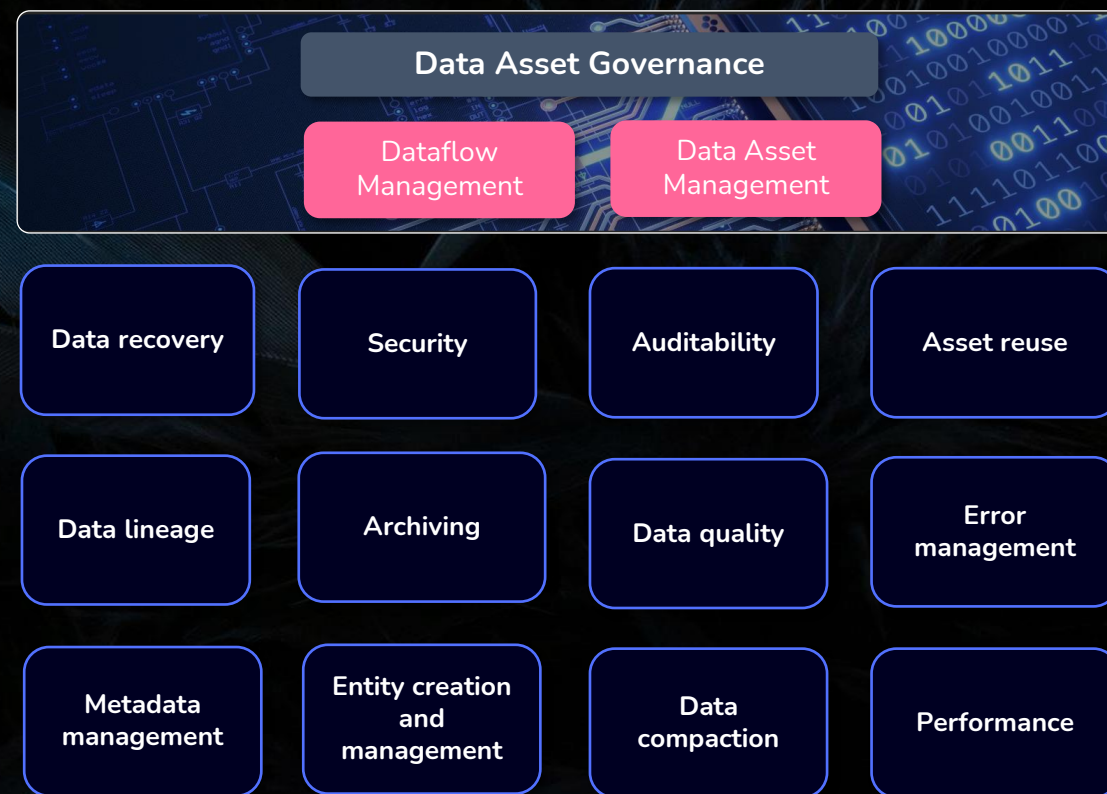 Data Asset Governance
Dataflow
Management
Data Asset
Management
Data recovery
Security
Auditability
Asset reuse
Data lineage
Archiving
Data quality
Error
management
Metadata
management
Entity creation
and
management
Data
compaction
Performance